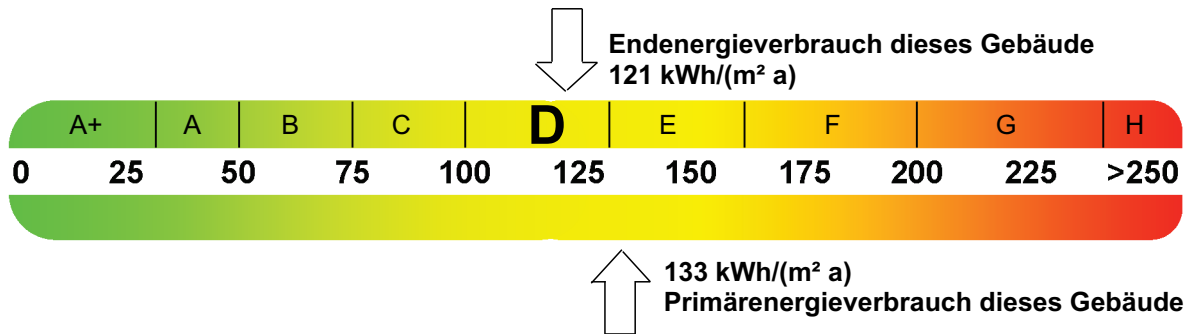 Endenergieverbrauch dieses Gebäude
121 kWh/(m² a)
A+ A B C D E F G H
0 25 50 75 100 125 150 175 200 225 >250
133 kWh/(m² a)
Primärenergieverbrauch dieses Gebäude